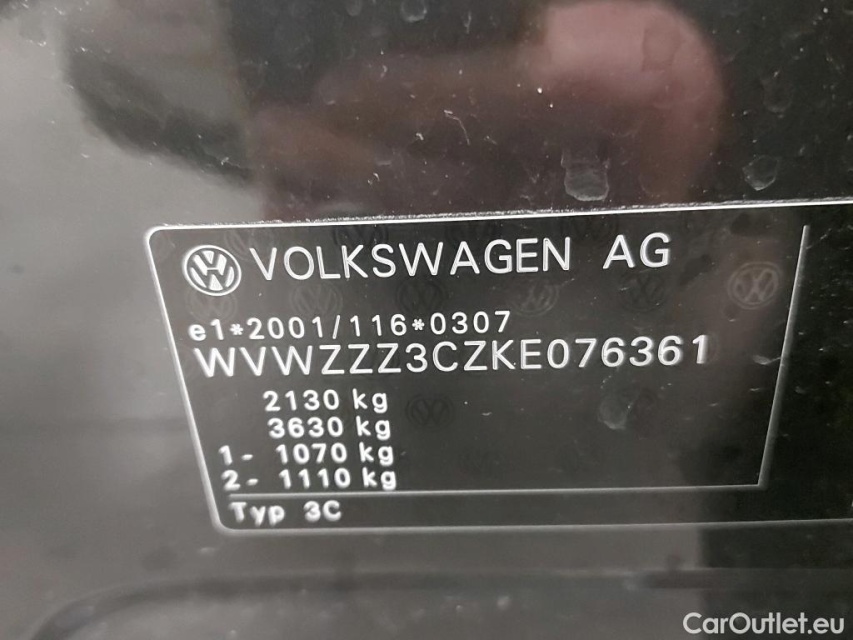 VOLKSWAGEN AG
e1*2001/116*0307
WVWZZZ3CZKE076361
2130 kg
3630 kg
1- 1070 kg
2- 1110 kg
Typ 3C
CarOutlet.eu